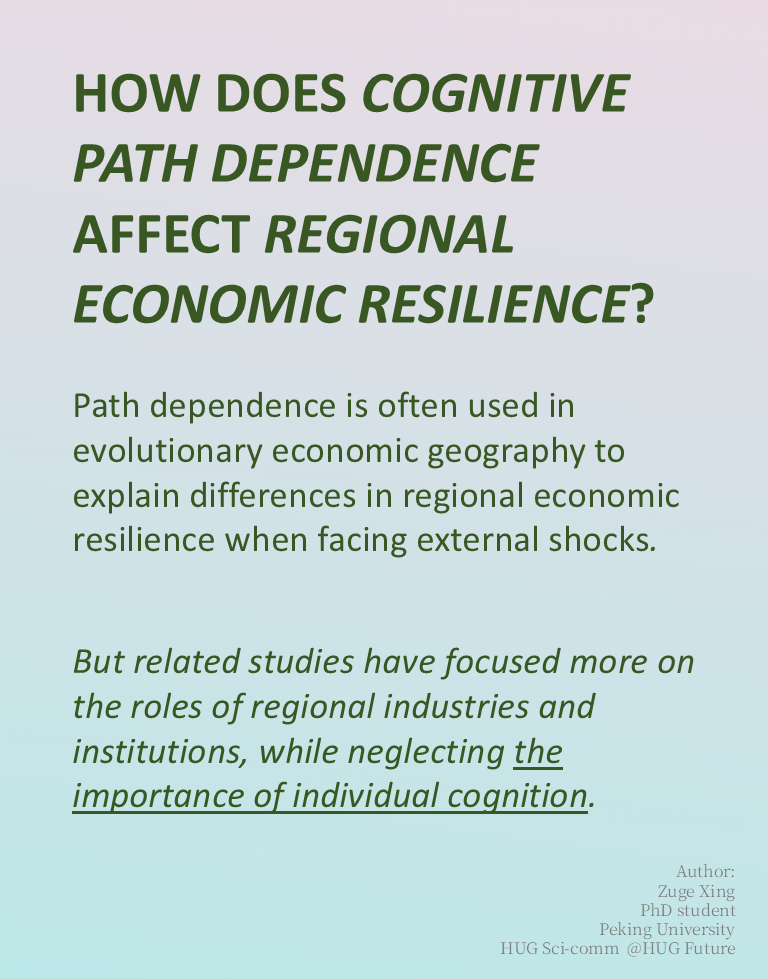 HOW DOES COGNITIVE
PATH DEPENDENCE
AFFECT REGIONAL
ECONOMIC RESILIENCE?
Path dependence is often used in
evolutionary economic geography to
explain differences in regional economic
resilience when facing external shocks.
But related studies have focused more on
the roles of regional industries and
institutions, while neglecting the
importance of individual cognition.
Author:
Zuge Xing
PhD student
Peking University
HUG Sci-comm @HUG Future